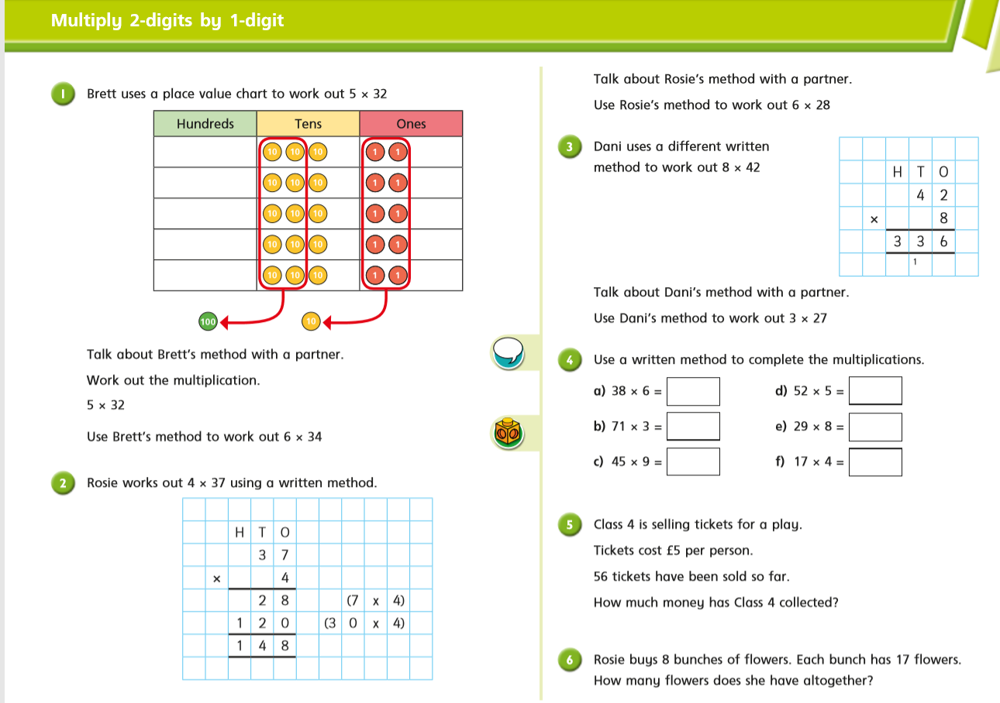 Multiply 2-digits by 1-digit
1 Brett uses a place value chart to work out 5 × 32
Hundreds Tens Ones
10 10 10 1 1
10 10 10 1 1
10 10 10 1 1
10 10 10 1 1
10 10 10 1 1
100 10
Talk about Brett's method with a partner.
Work out the multiplication.
5 × 32
Use Brett's method to work out 6 × 34
2 Rosie works out 4 × 37 using a written method.
H T O
3 7
× 4
2 8 (7 x 4)
1 2 0 (3 0 x 4)
1 4 8
Talk about Rosie's method with a partner.
Use Rosie's method to work out 6 × 28
3 Dani uses a different written
method to work out 8 × 42
H T O
4 2
× 8
3 3 6
1
Talk about Dani's method with a partner.
Use Dani's method to work out 3 × 27
4 Use a written method to complete the multiplications.
a) 38 × 6 =
b) 71 × 3 =
c) 45 × 9 =
d) 52 × 5 =
e) 29 × 8 =
f) 17 × 4 =
5 Class 4 is selling tickets for a play.
Tickets cost £5 per person.
56 tickets have been sold so far.
How much money has Class 4 collected?
6 Rosie buys 8 bunches of flowers. Each bunch has 17 flowers.
How many flowers does she have altogether?